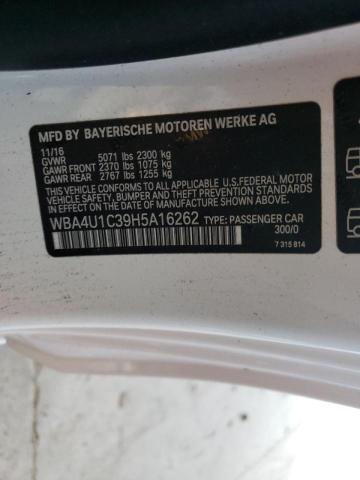 MFD BY BAYERISCHE MOTOREN WERKE AG
11/16
GVWR 5071 lbs 2300 kg
GAWR FRONT 2370 lbs 1075 kg
GAWR REAR 2767 lbs 1255 kg
THIS VEHICLE CONFORMS TO ALL APPLICABLE U.S.FEDERAL MOTOR
VEHICLE SAFETY, BUMPER, AND THEFT PREVENTION STANDARDS
IN EFFECT ON THE DATE OF MANUFACTURE SHOWN ABOVE.
WBA4U1C39H5A16262 TYPE: PASSENGER CAR
300/0
7 315 814